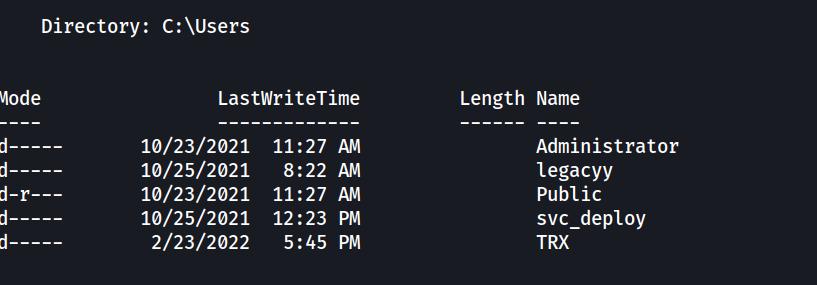 Directory: C:\Users
Mode LastWriteTime Length Name
---- ------------- ------ ----
d----- 10/23/2021 11:27 AM Administrator
d----- 10/25/2021 8:22 AM legacyy
d-r--- 10/23/2021 11:27 AM Public
d----- 10/25/2021 12:23 PM svc_deploy
d----- 2/23/2022 5:45 PM TRX